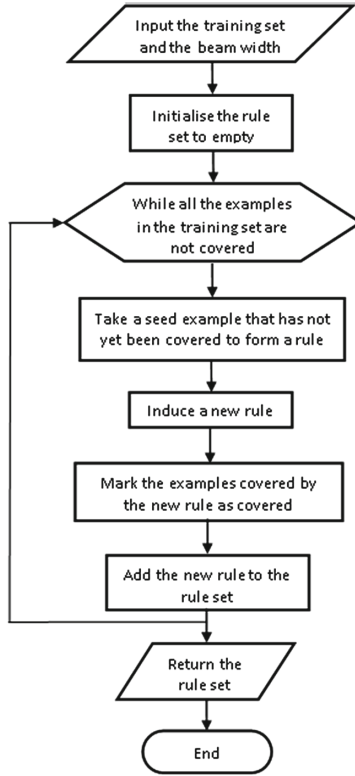 Input the training set
and the beam width
Initialise the rule
set to empty
While all the examples
in the training set are
not covered
Take a seed example that has not
yet been covered to form a rule
Induce a new rule
Mark the examples covered by
the new rule as covered
Add the new rule to the
rule set
Return the
rule set
End